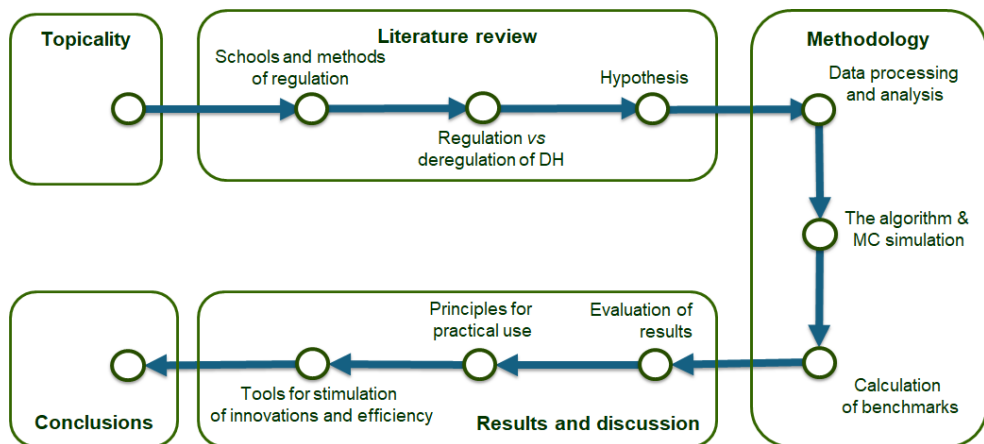 Topicality
Literature review
Schools and methods
of regulation
Regulation vs
deregulation of DH
Hypothesis
Methodology
Data processing
and analysis
The algorithm &
MC simulation
Calculation
of benchmarks
Evaluation of
results
Principles for
practical use
Tools for stimulation
of innovations and efficiency
Results and discussion
Conclusions